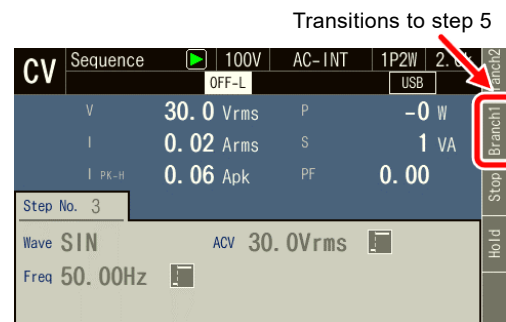 Transitions to step 5
CV Sequence 100V AC-INT 1P2W 2.
OFF-L USB
V 30.0 Vrms P -0 W
I 0.02 Arms S 1 VA
I PK-H 0.06 Apk PF 0.00
Step No. 3
Wave SIN ACV 30.0Vrms
Freq 50.00Hz
Branch1
Stop
Hold